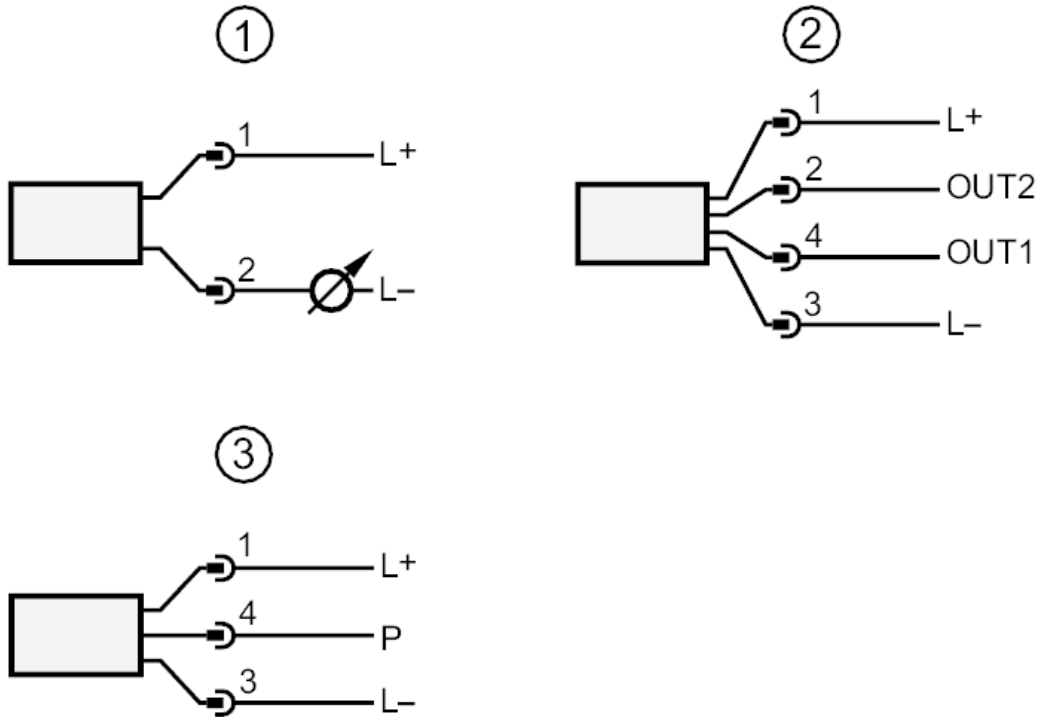 ①
1 L+
2 L–
②
1 L+
2 OUT2
4 OUT1
3 L–
③
1 L+
4 P
3 L–